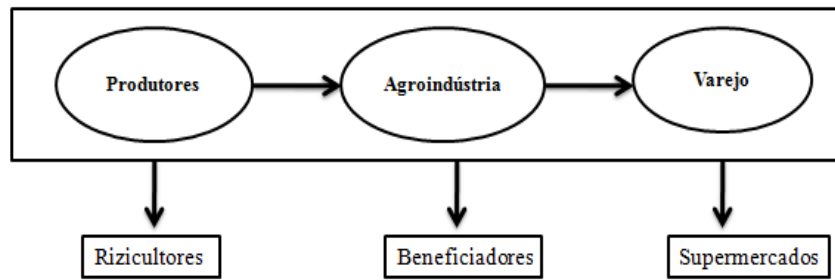 Produtores
Agroindústria
Varejo
Rizicultores
Beneficiadores
Supermercados